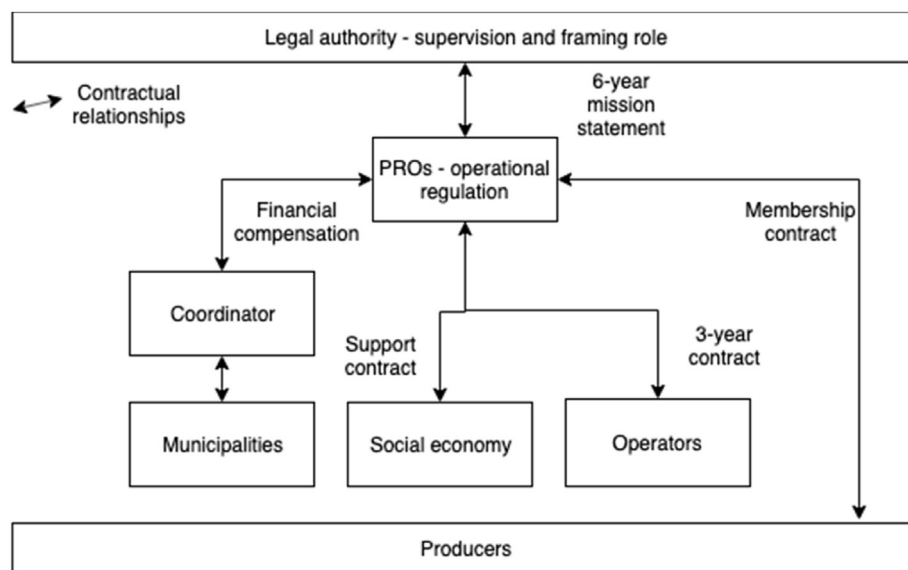 Legal authority - supervision and framing role
Contractual
relationships
6-year
mission
statement
PROs - operational
regulation
Financial
compensation
Membership
contract
Coordinator
Support
contract
3-year
contract
Municipalities
Social economy
Operators
Producers